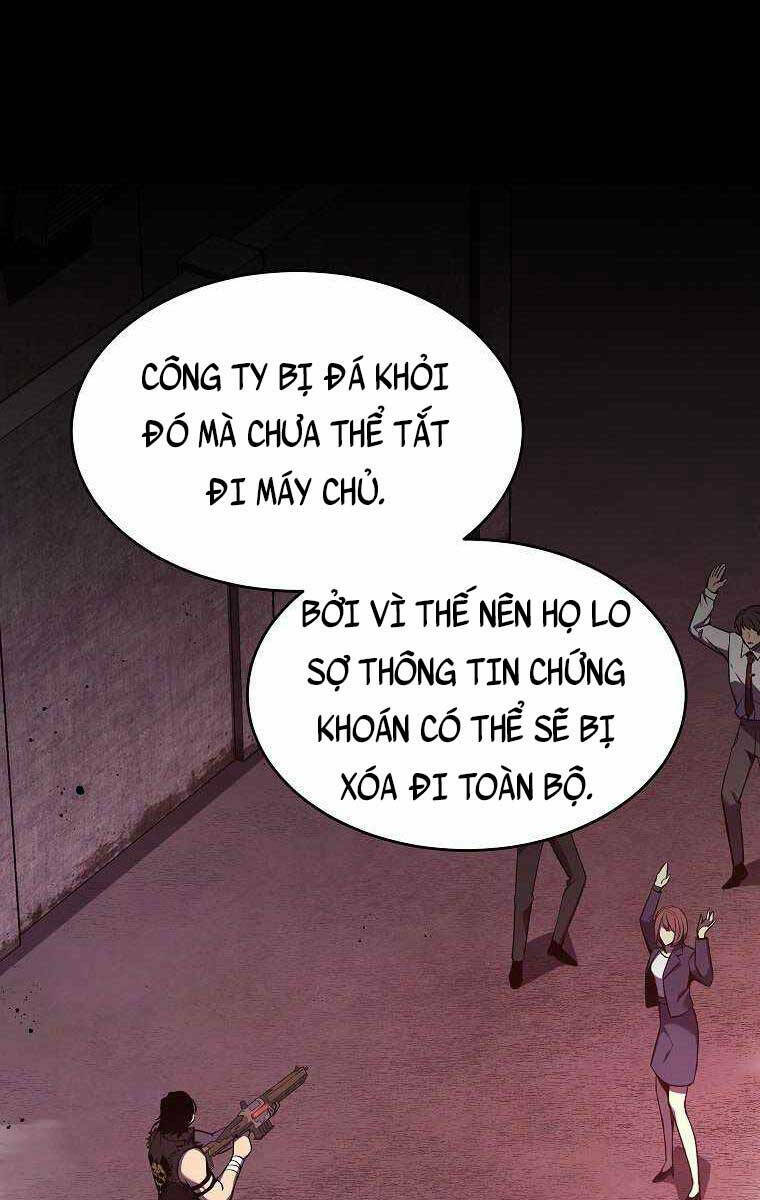 CÔNG TY BỊ ĐÁ KHỎI
ĐÓ MÀ CHƯA THỂ TẮT
ĐI MÁY CHỦ.
BỞI VÌ THẾ NÊN HỌ LO
SỢ THÔNG TIN CHỨNG
KHOÁN CÓ THỂ SẼ BỊ
XÓA ĐI TOÀN BỘ.